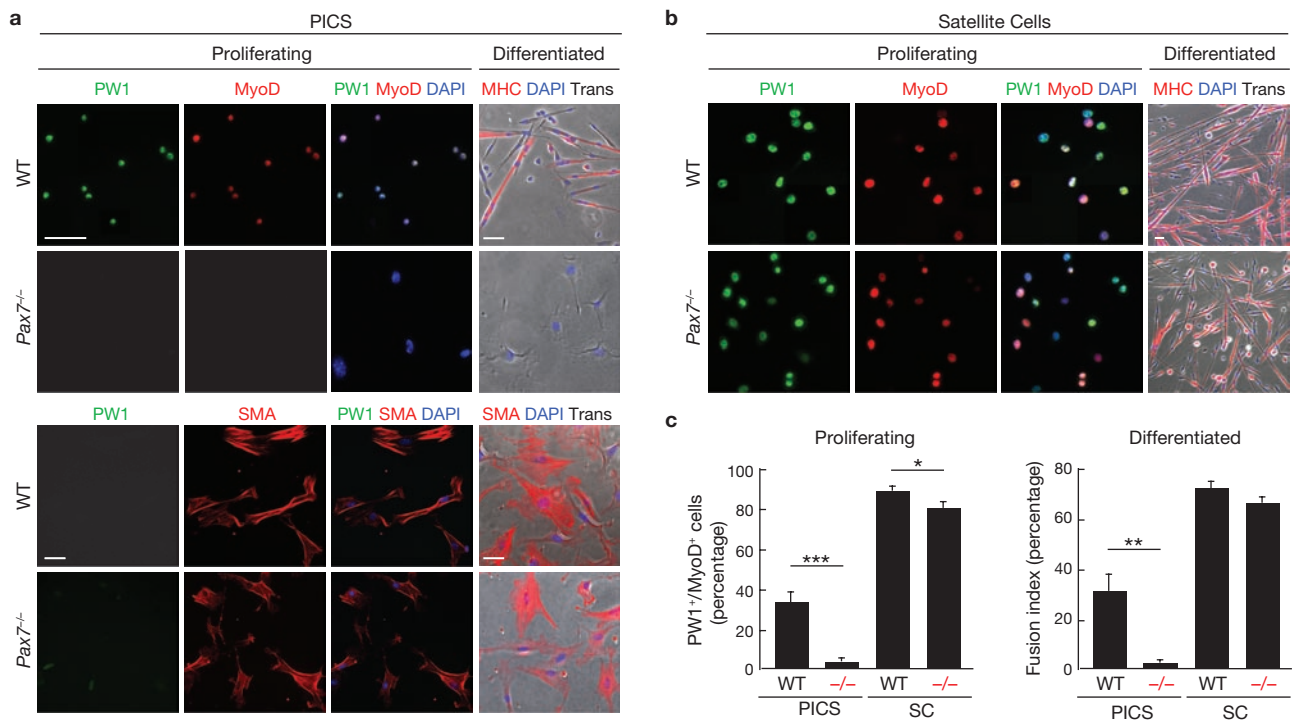 a
PICS
Proliferating Differentiated
PW1 MyoD PW1 MyoD DAPI MHC DAPI Trans
WT
Pax7–/–
PW1 SMA PW1 SMA DAPI SMA DAPI Trans
WT
Pax7–/–
b
Satellite Cells
Proliferating Differentiated
PW1 MyoD PW1 MyoD DAPI MHC DAPI Trans
WT
Pax7–/–
c
Proliferating
PW1+/MyoD+ cells
(percentage)
100
80
60
40
20
0
***
*
WT –/– WT –/–
PICS SC
Differentiated
Fusion index (percentage)
80
60
40
20
0
**
WT –/– WT –/–
PICS SC